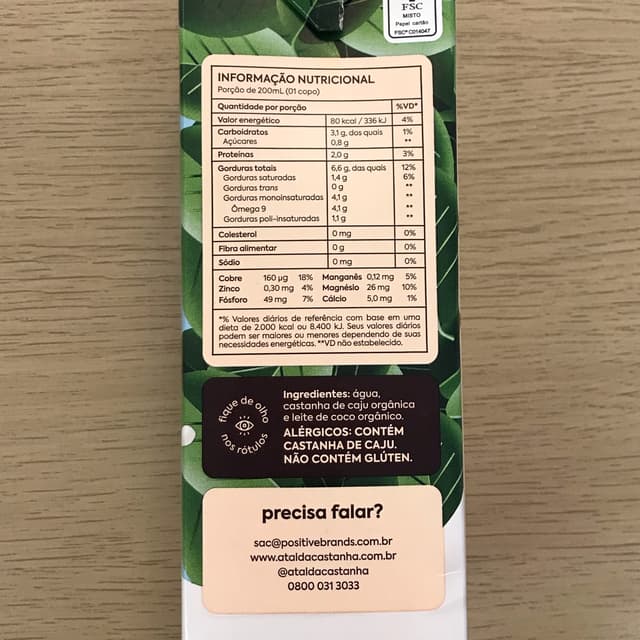 FSC
MISTO
Papel cartão
FSC® C014047
INFORMAÇÃO NUTRICIONAL
Porção de 200mL (01 copo)
Quantidade por porção %VD*
Valor energético 80 kcal / 336 kJ 4%
Carboidratos 3,1 g, dos quais 1%
Açúcares 0,8 g **
Proteínas 2,0 g 3%
Gorduras totais 6,6 g, das quais 12%
Gorduras saturadas 1,4 g 6%
Gorduras trans 0 g **
Gorduras monoinsaturadas 4,1 g **
Ômega 9 4,1 g **
Gorduras poli-insaturadas 1,1 g **
Colesterol 0 mg 0%
Fibra alimentar 0 g 0%
Sódio 0 mg 0%
Cobre 160 µg 18% Manganês 0,12 mg 5%
Zinco 0,30 mg 4% Magnésio 26 mg 10%
Fósforo 49 mg 7% Cálcio 5,0 mg 1%
*% Valores diários de referência com base em uma
dieta de 2.000 kcal ou 8.400 kJ. Seus valores diários
podem ser maiores ou menores dependendo de suas
necessidades energéticas. **VD não estabelecido.
fique de olho
nos rótulos
Ingredientes: água,
castanha de caju orgânica
e leite de coco orgânico.
ALÉRGICOS: CONTÉM
CASTANHA DE CAJU.
NÃO CONTÉM GLÚTEN.
precisa falar?
sac@positivebrands.com.br
www.ataldacastanha.com.br
@ataldacastanha
0800 031 3033